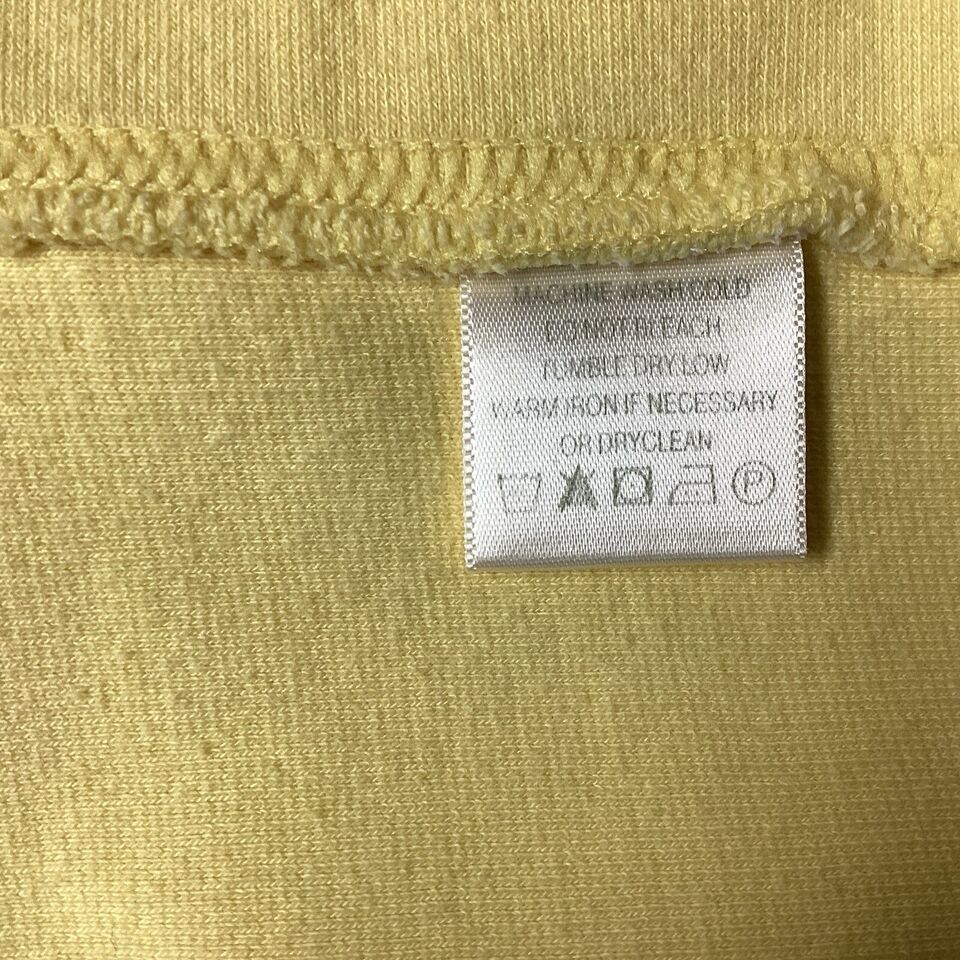 MACHINE WASH COLD
DO NOT BLEACH
TUMBLE DRY LOW
WARM IRON IF NECESSARY
OR DRYCLEAN
P